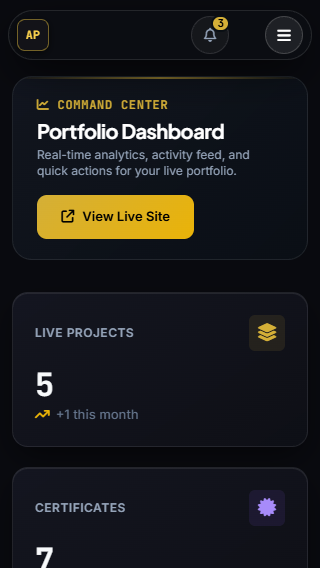 AP
3
COMMAND CENTER
Portfolio Dashboard
Real-time analytics, activity feed, and
quick actions for your live portfolio.
View Live Site
LIVE PROJECTS
5
+1 this month
CERTIFICATES
7